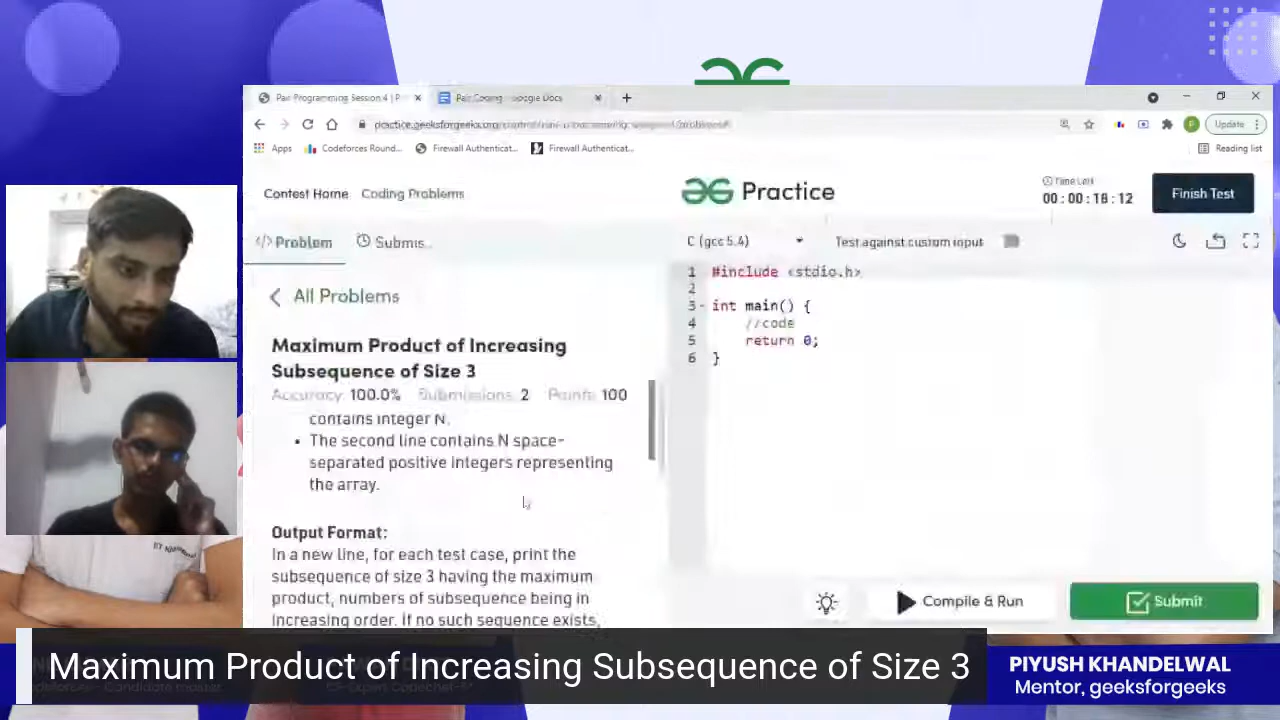 Pair Programming Session 4 | P
Pair Coding - Google Docs
Update
Apps
Codeforces Round...
Firewall Authenticat...
Firewall Authenticat...
Reading list
Contest Home
Coding Problems
Practice
Time Left
00 : 00 : 18 : 12
Finish Test
</> Problem
Submis..
C (gcc 5.4)
Test against custom input
All Problems
Maximum Product of Increasing
Subsequence of Size 3
Accuracy: 100.0% Submissions: 2 Points: 100
contains integer N.
• The second line contains N space-
separated positive integers representing
the array.
Output Format:
In a new line, for each test case, print the
subsequence of size 3 having the maximum
product, numbers of subsequence being in
increasing order. If no such sequence exists,
1 #include <stdio.h>
2
3 int main() {
4 //code
5 return 0;
6 }
Compile & Run
Submit
Maximum Product of Increasing Subsequence of Size 3
PIYUSH KHANDELWAL
Mentor, geeksforgeeks